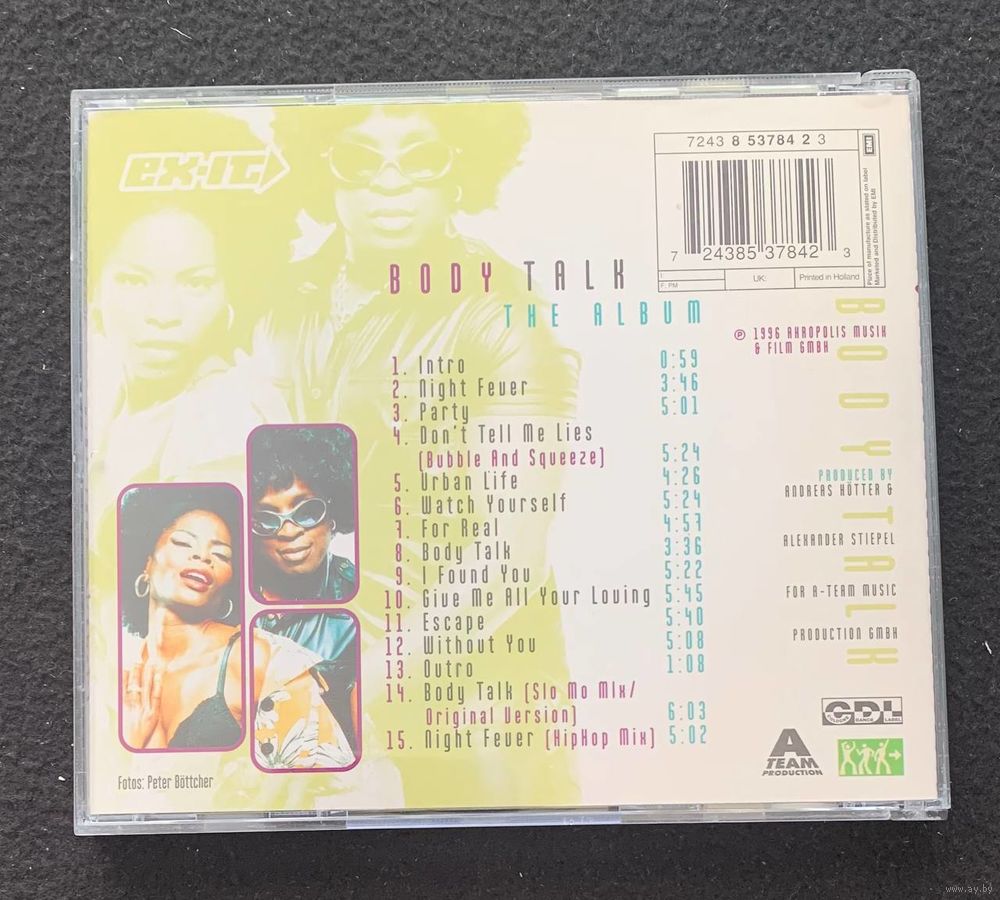 EX-IT
7243 8 53784 2 3
EMI
Place of manufacture as stated on label
Marketed and Distributed by EMI
7 24385 37842 3
F: PM
UK:
Printed in Holland
BODY TALK
THE ALBUM
℗ 1996 AKROPOLIS MUSIK
& FILM GMBH
1. Intro 0:59
2. Night Fever 3:46
3. Party 5:01
4. Don't Tell Me Lies
(Bubble And Squeeze) 5:24
5. Urban Life 4:26
6. Watch Yourself 5:24
7. For Real 4:57
8. Body Talk 3:36
9. I Found You 5:22
10. Give Me All Your Loving 5:45
11. Escape 5:40
12. Without You 5:08
13. Outro 1:08
14. Body Talk (Slo Mo MIx/
Original Version) 6:03
15. Night Fever (HipHop Mix) 5:02
BODY TALK
PRODUCED BY
ANDREAS HÖTTER &
ALEXANDER STIEPEL
FOR A-TEAM MUSIC
PRODUCTION GMBH
CDL
COLOGNE DANCE LABEL
A
TEAM
PRODUCTION
Fotos: Peter Böttcher
www.ay.by